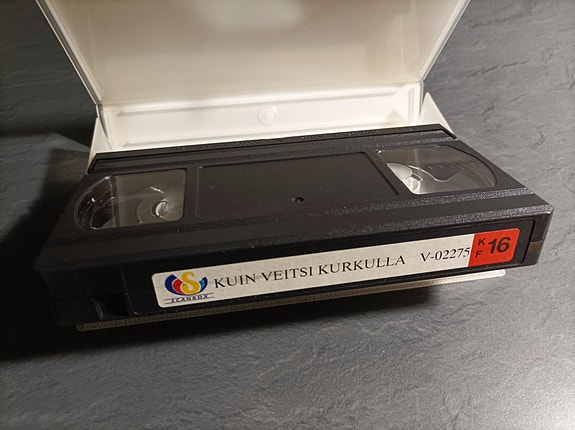 SCANBOX
KUIN VEITSI KURKULLA V-02275
K
F 16